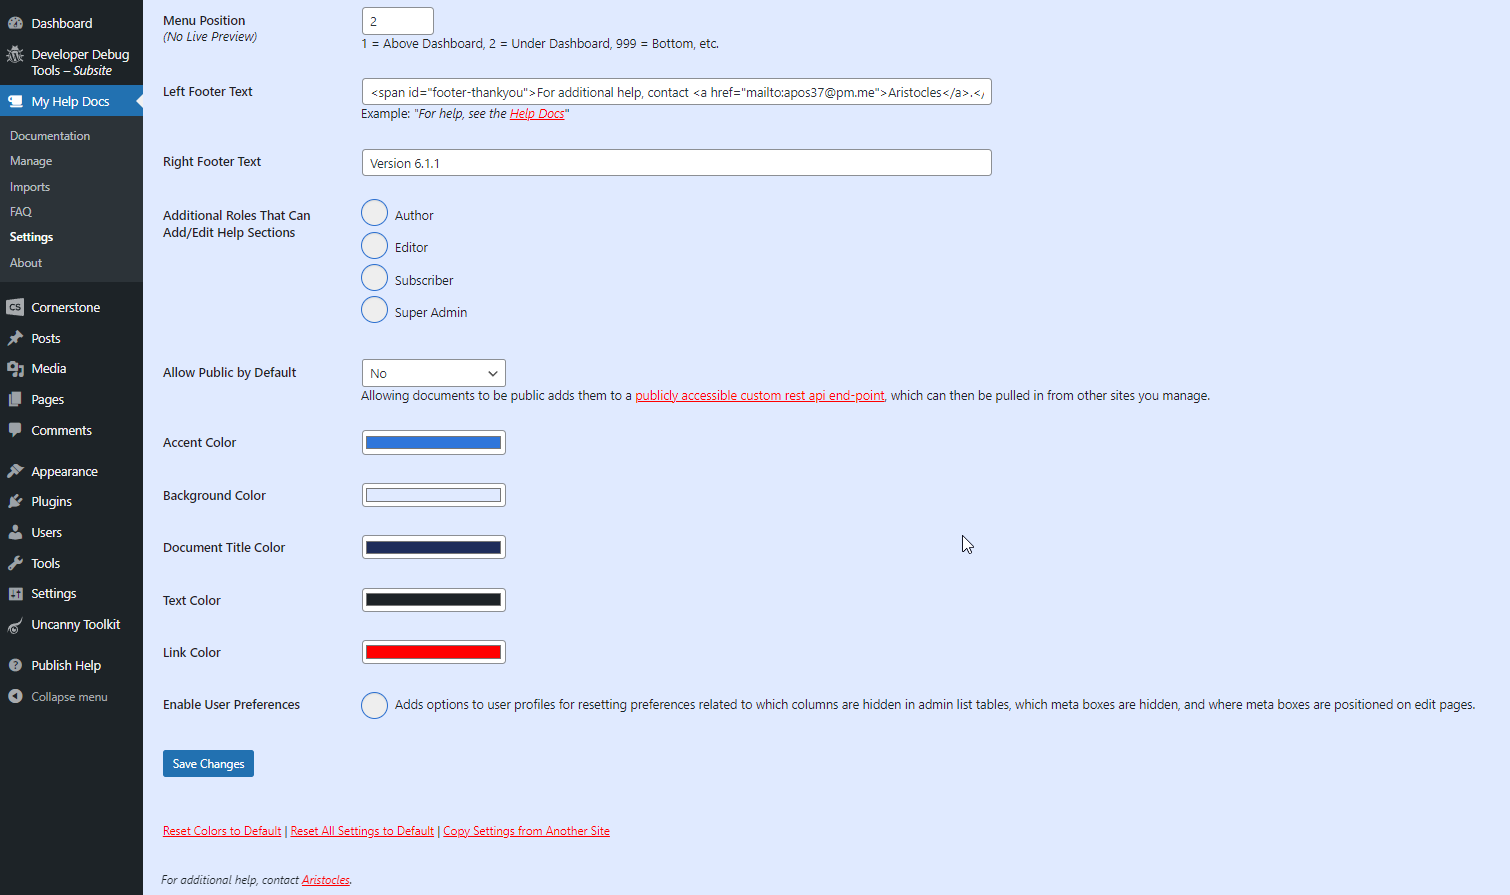 Dashboard
Developer Debug
Tools – Subsite
My Help Docs
Documentation
Manage
Imports
FAQ
Settings
About
CS Cornerstone
Posts
Media
Pages
Comments
Appearance
Plugins
Users
Tools
Settings
Uncanny Toolkit
Publish Help
Collapse menu
Menu Position
(No Live Preview)
2
1 = Above Dashboard, 2 = Under Dashboard, 999 = Bottom, etc.
Left Footer Text
<span id="footer-thankyou">For additional help, contact <a href="mailto:apos37@pm.me">Aristocles</a>.</
Example: "For help, see the Help Docs"
Right Footer Text
Version 6.1.1
Additional Roles That Can
Add/Edit Help Sections
Author
Editor
Subscriber
Super Admin
Allow Public by Default
No
Allowing documents to be public adds them to a publicly accessible custom rest api end-point, which can then be pulled in from other sites you manage.
Accent Color
Background Color
Document Title Color
Text Color
Link Color
Enable User Preferences
Adds options to user profiles for resetting preferences related to which columns are hidden in admin list tables, which meta boxes are hidden, and where meta boxes are positioned on edit pages.
Save Changes
Reset Colors to Default | Reset All Settings to Default | Copy Settings from Another Site
For additional help, contact Aristocles.